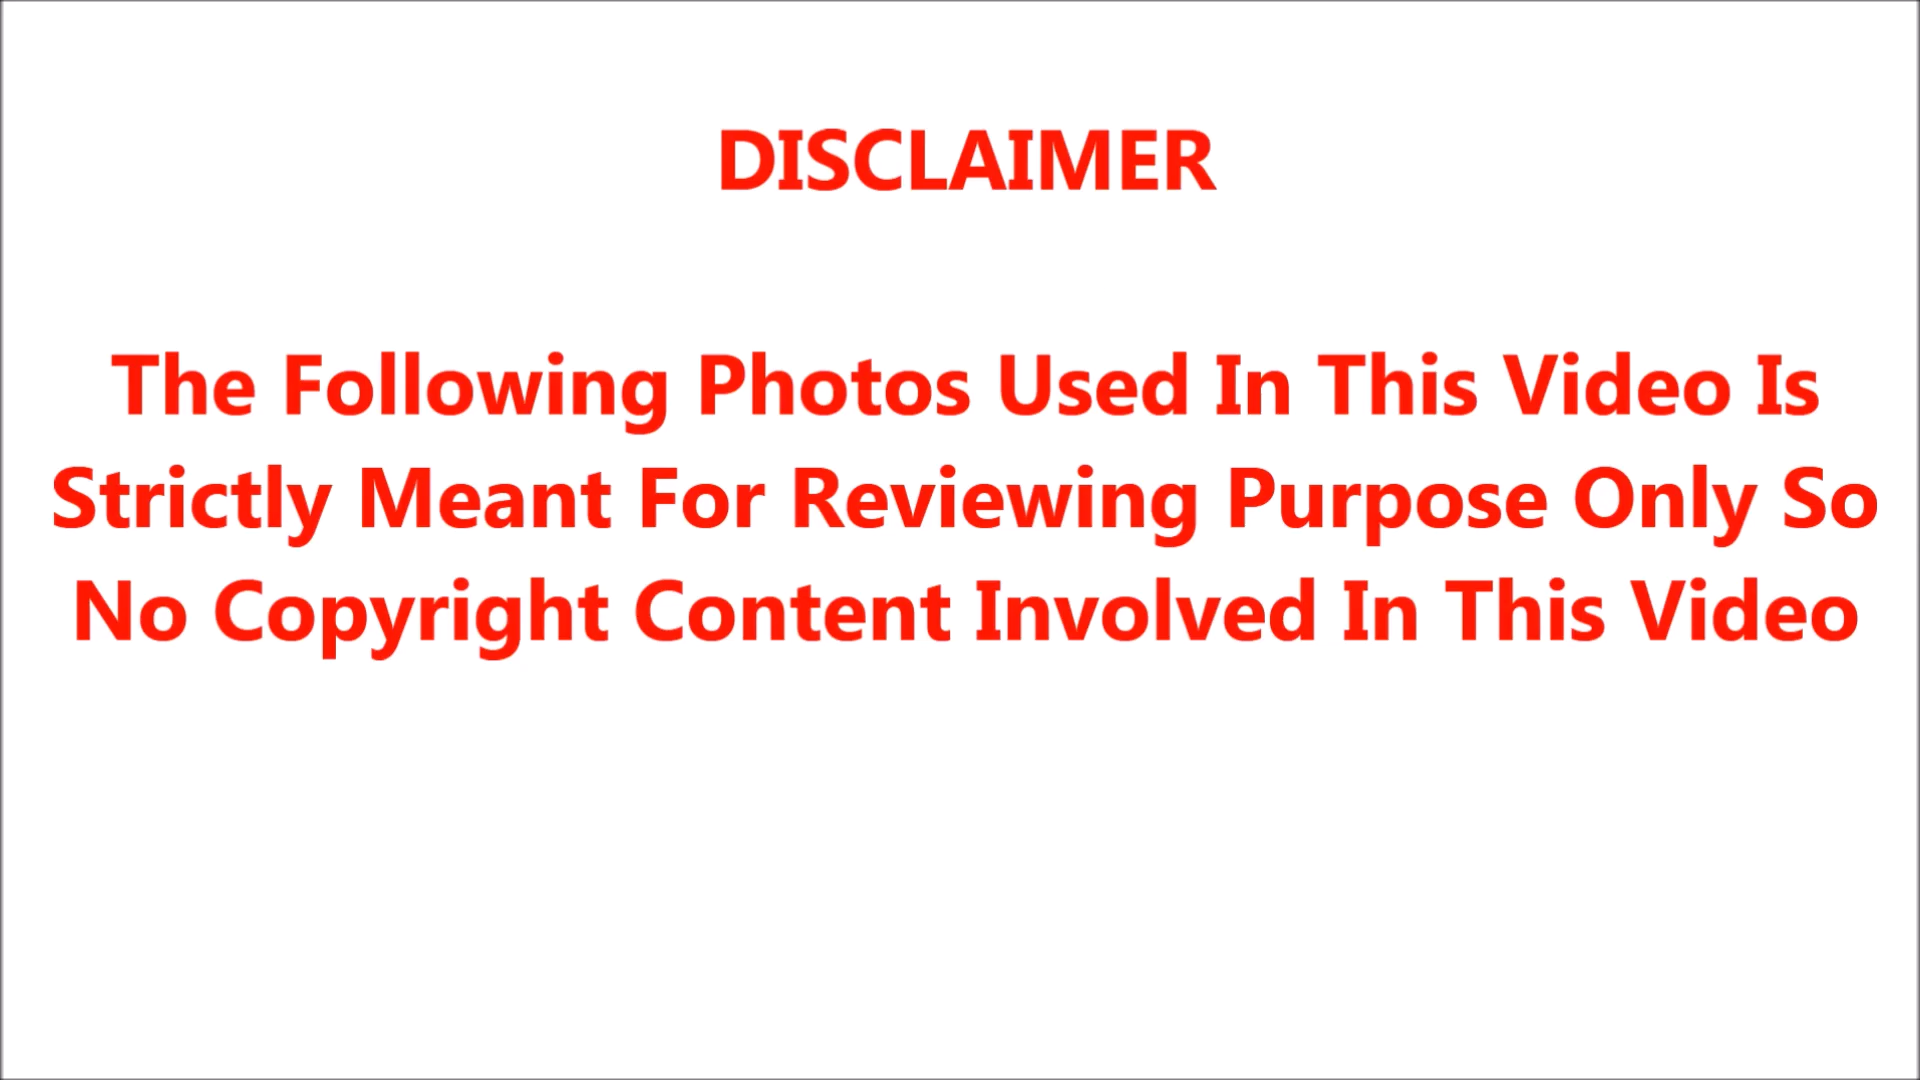 DISCLAIMER
The Following Photos Used In This Video Is
Strictly Meant For Reviewing Purpose Only So
No Copyright Content Involved In This Video